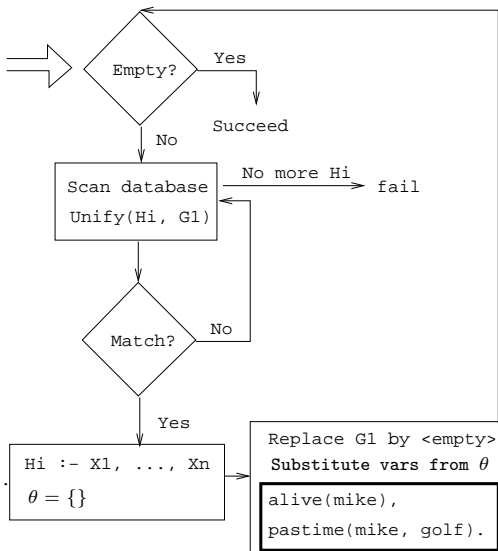 Empty?
Yes
Succeed
No
Scan database
Unify(Hi, G1)
No more Hi
fail
Match?
No
Yes
Hi :- X1, ..., Xn
θ = {}
.
Replace G1 by <empty>
Substitute vars from θ
alive(mike),
pastime(mike, golf).